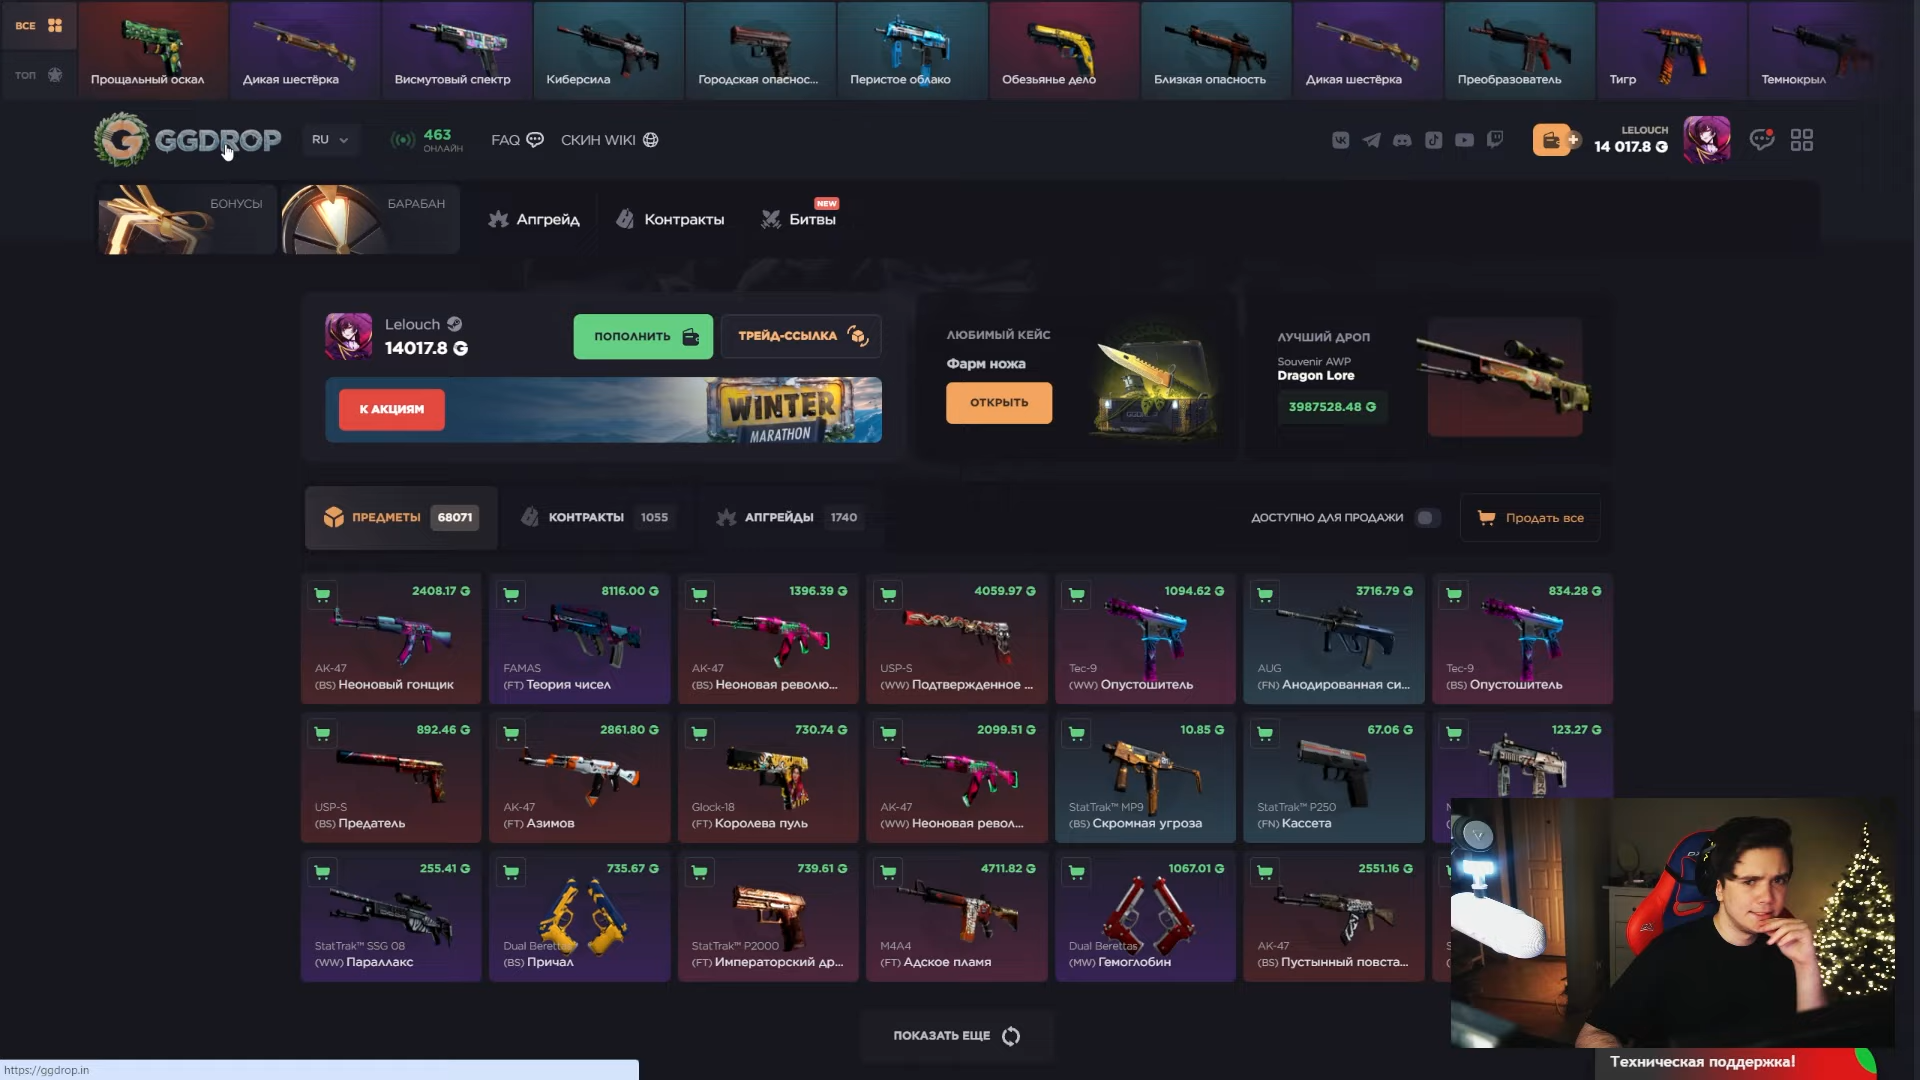 ВСЕ
ТОП
Прощальный оскал
Дикая шестёрка
Висмутовый спектр
Киберсила
Городская опаснос...
Перистое облако
Обезьянье дело
Близкая опасность
Дикая шестёрка
Преобразователь
Тигр
Темнокрыл
GGDROP
RU
463
ОНЛАЙН
FAQ
СКИН WIKI
LELOUCH
14 017.8 G
БОНУСЫ
БАРАБАН
Апгрейд
Контракты
NEW
Битвы
Lelouch
14017.8 G
ПОПОЛНИТЬ
ТРЕЙД-ССЫЛКА
К АКЦИЯМ
WINTER
MARATHON
ЛЮБИМЫЙ КЕЙС
Фарм ножа
ОТКРЫТЬ
ЛУЧШИЙ ДРОП
Souvenir AWP
Dragon Lore
3987528.48 G
ПРЕДМЕТЫ 68071
КОНТРАКТЫ 1055
АПГРЕЙДЫ 1740
ДОСТУПНО ДЛЯ ПРОДАЖИ
Продать все
2408.17 G
AK-47
(BS) Неоновый гонщик
8116.00 G
FAMAS
(FT) Теория чисел
1396.39 G
AK-47
(BS) Неоновая револю...
4059.97 G
USP-S
(WW) Подтвержденное ...
1094.62 G
Tec-9
(WW) Опустошитель
3716.79 G
AUG
(FN) Анодированная си...
834.28 G
Tec-9
(BS) Опустошитель
892.46 G
USP-S
(BS) Предатель
2861.80 G
AK-47
(FT) Азимов
730.74 G
Glock-18
(FT) Королева пуль
2099.51 G
AK-47
(WW) Неоновая револ...
10.85 G
StatTrak™ MP9
(BS) Скромная угроза
67.06 G
StatTrak™ P250
(FN) Кассета
123.27 G
255.41 G
StatTrak™ SSG 08
(WW) Параллакс
735.67 G
Dual Berettas
(BS) Причал
739.61 G
StatTrak™ P2000
(FT) Императорский др...
4711.82 G
M4A4
(FT) Адское пламя
1067.01 G
Dual Berettas
(MW) Гемоглобин
2551.16 G
AK-47
(BS) Пустынный повста...
ПОКАЗАТЬ ЕЩЕ
Техническая поддержка!
https://ggdrop.in